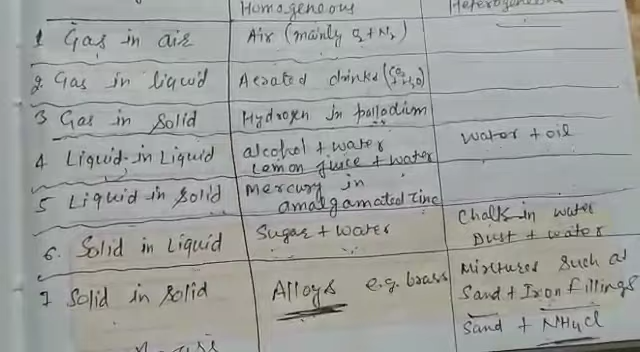 Homogeneous Heterogeneous
1 Gas in air Air (mainly O2 + N2)
2 Gas in liquid Aerated drinks (CO2 + H2O)
3 Gas in Solid Hydrogen in palladium
4 Liquid in Liquid alcohol + water Water + oil
Lemon juice + water
5 Liquid in Solid Mercury in
amalgamated zinc
6. Solid in Liquid Sugar + water Chalk in water
Dust + water
7 Solid in Solid Alloys e.g. brass Mixtures such as
Sand + Iron fillings
Sand + NH4Cl